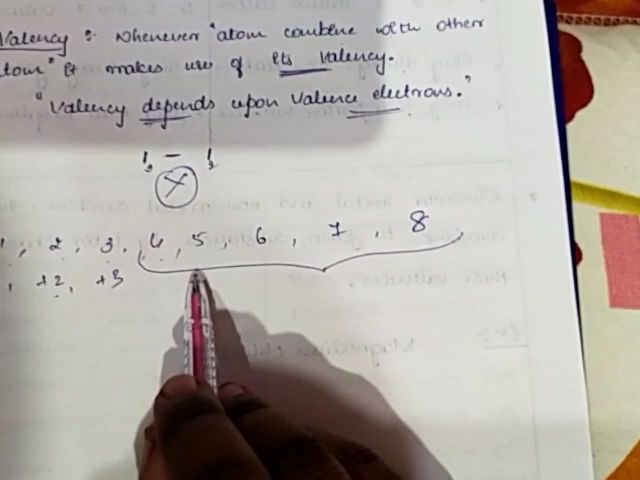 Valency :- Whenever "atom combine with other
atom" it makes use of its valency.
"Valency depends upon Valence electrons."
X
1, 2, 3, 4, 5, 6, 7, 8
, +2, +3